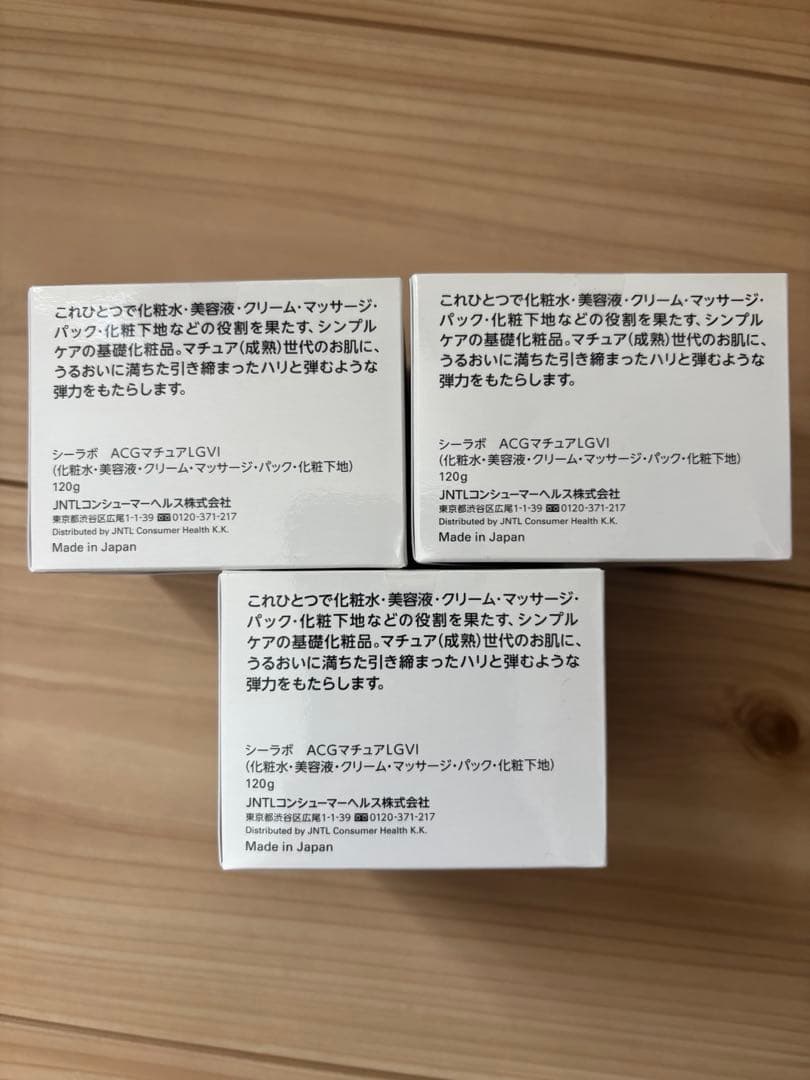 これひとつで化粧水・美容液・クリーム・マッサージ・
パック・化粧下地などの役割を果たす、シンプル
ケアの基礎化粧品。マチュア(成熟)世代のお肌に、
うるおいに満ちた引き締まったハリと弾むような
弾力をもたらします。
シーラボ ACGマチュアLGVI
(化粧水・美容液・クリーム・マッサージ・パック・化粧下地)
120g
JNTLコンシューマーヘルス株式会社
東京都渋谷区広尾1-1-39 0120-371-217
Distributed by JNTL Consumer Health K.K.
Made in Japan
これひとつで化粧水・美容液・クリーム・マッサージ・
パック・化粧下地などの役割を果たす、シンプル
ケアの基礎化粧品。マチュア(成熟)世代のお肌に、
うるおいに満ちた引き締まったハリと弾むような
弾力をもたらします。
シーラボ ACGマチュアLGVI
(化粧水・美容液・クリーム・マッサージ・パック・化粧下地)
120g
JNTLコンシューマーヘルス株式会社
東京都渋谷区広尾1-1-39 0120-371-217
Distributed by JNTL Consumer Health K.K.
Made in Japan
これひとつで化粧水・美容液・クリーム・マッサージ・
パック・化粧下地などの役割を果たす、シンプル
ケアの基礎化粧品。マチュア(成熟)世代のお肌に、
うるおいに満ちた引き締まったハリと弾むような
弾力をもたらします。
シーラボ ACGマチュアLGVI
(化粧水・美容液・クリーム・マッサージ・パック・化粧下地)
120g
JNTLコンシューマーヘルス株式会社
東京都渋谷区広尾1-1-39 0120-371-217
Distributed by JNTL Consumer Health K.K.
Made in Japan